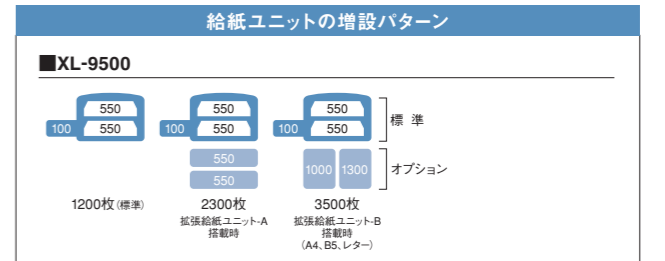 給紙ユニットの増設パターン
■XL-9500
550 550 550
100 550 100 550 100 550
標 準
550
550
1000 1300
オプション
1200枚(標準) 2300枚 3500枚
拡張給紙ユニット-A 拡張給紙ユニット-B
搭載時 搭載時
(A4、B5、レター)